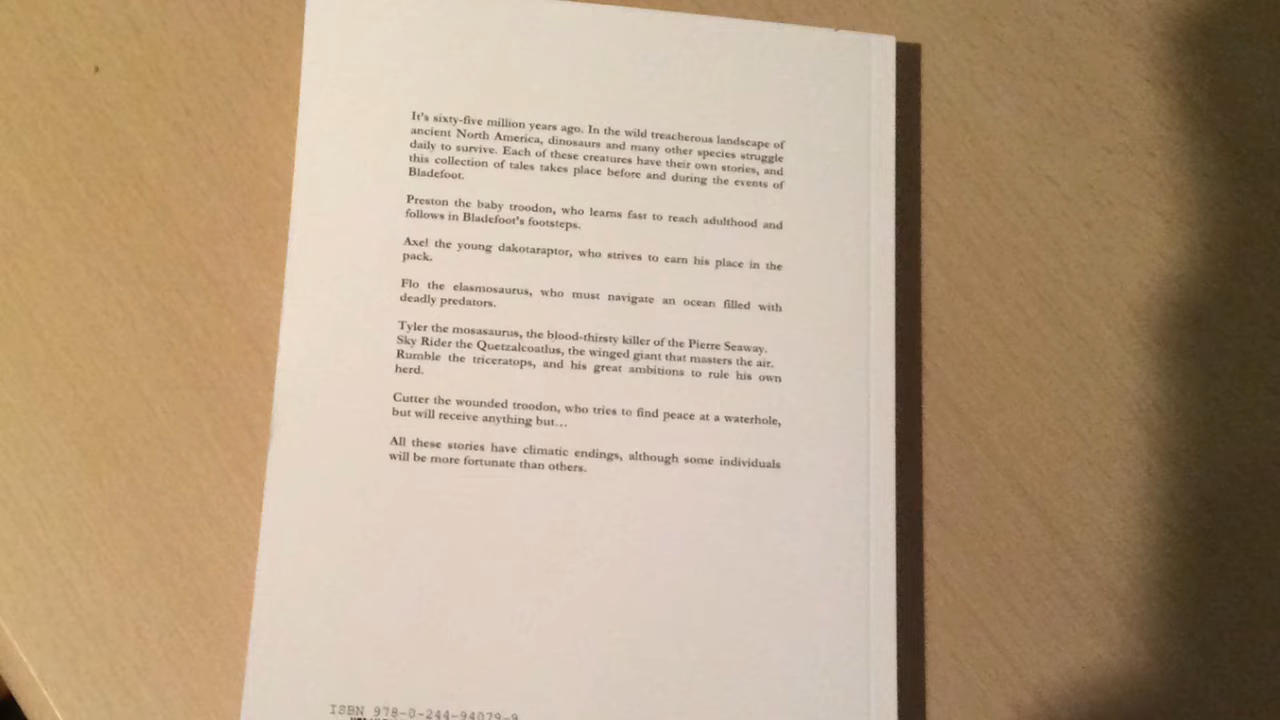 It's sixty-five million years ago. In the wild treacherous landscape of
ancient North America, dinosaurs and many other species struggle
daily to survive. Each of these creatures have their own stories, and
this collection of tales takes place before and during the events of
Bladefoot.
Preston the baby troodon, who learns fast to reach adulthood and
follows in Bladefoot's footsteps.
Axel the young dakotaraptor, who strives to earn his place in the
pack.
Flo the elasmosaurus, who must navigate an ocean filled with
deadly predators.
Tyler the mosasaurus, the blood-thirsty killer of the Pierre Seaway.
Sky Rider the Quetzalcoatlus, the winged giant that masters the air.
Rumble the triceratops, and his great ambitions to rule his own
herd.
Cutter the wounded troodon, who tries to find peace at a waterhole,
but will receive anything but...
All these stories have climatic endings, although some individuals
will be more fortunate than others.
ISBN 978-0-244-94079-9